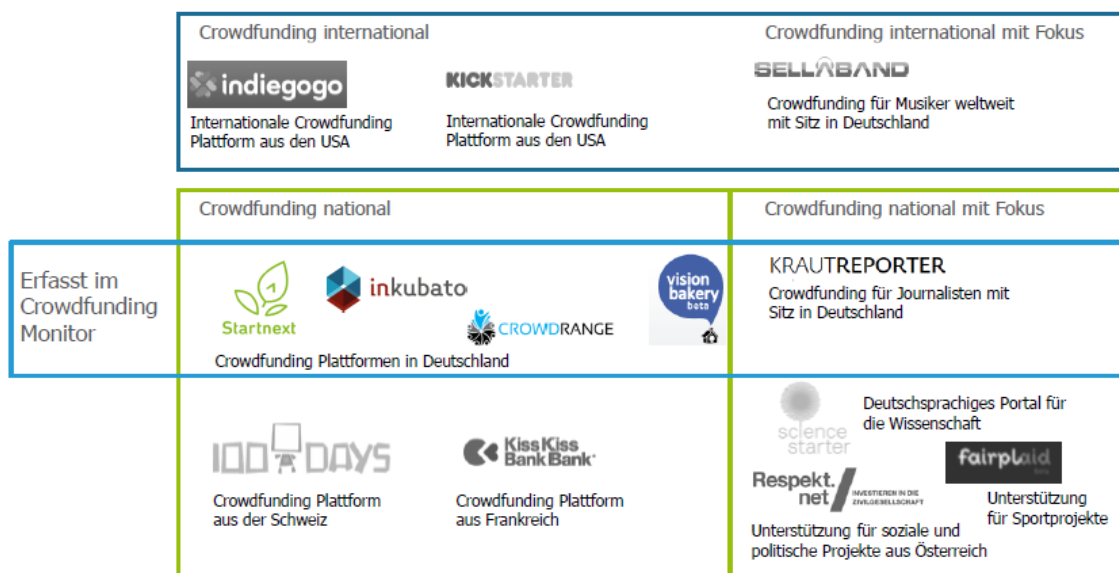 Crowdfunding international
Crowdfunding international mit Fokus
indiegogo
Internationale Crowdfunding
Plattform aus den USA
KICKSTARTER
Internationale Crowdfunding
Plattform aus den USA
SELLABAND
Crowdfunding für Musiker weltweit
mit Sitz in Deutschland
Crowdfunding national
Crowdfunding national mit Fokus
Erfasst im
Crowdfunding
Monitor
Startnext
inkubato
CROWDRANGE
vision
bakery
beta
Crowdfunding Plattformen in Deutschland
KRAUTREPORTER
Crowdfunding für Journalisten mit
Sitz in Deutschland
100 DAYS
Crowdfunding Plattform
aus der Schweiz
KissKiss
BankBank
Crowdfunding Plattform
aus Frankreich
science
starter
Deutschsprachiges Portal für
die Wissenschaft
Respekt.
net
INVESTIEREN IN DIE
ZIVILGESELLSCHAFT
Unterstützung für soziale und
politische Projekte aus Österreich
fairplaid
Unterstützung
für Sportprojekte